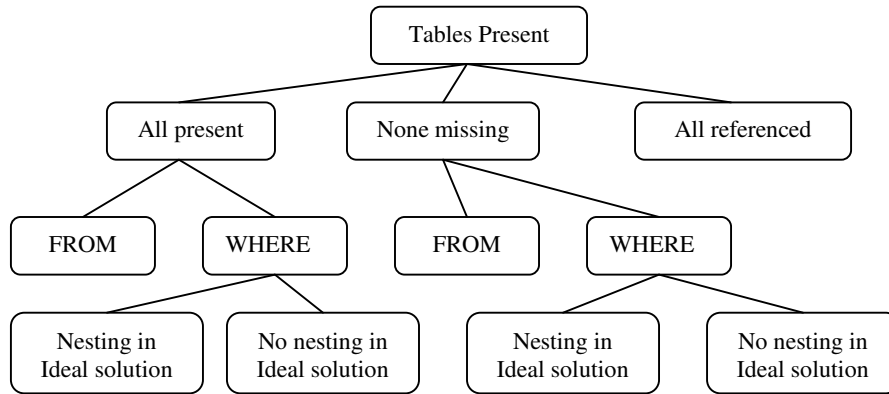 Tables Present
All present
None missing
All referenced
FROM
WHERE
FROM
WHERE
Nesting in
Ideal solution
No nesting in
Ideal solution
Nesting in
Ideal solution
No nesting in
Ideal solution